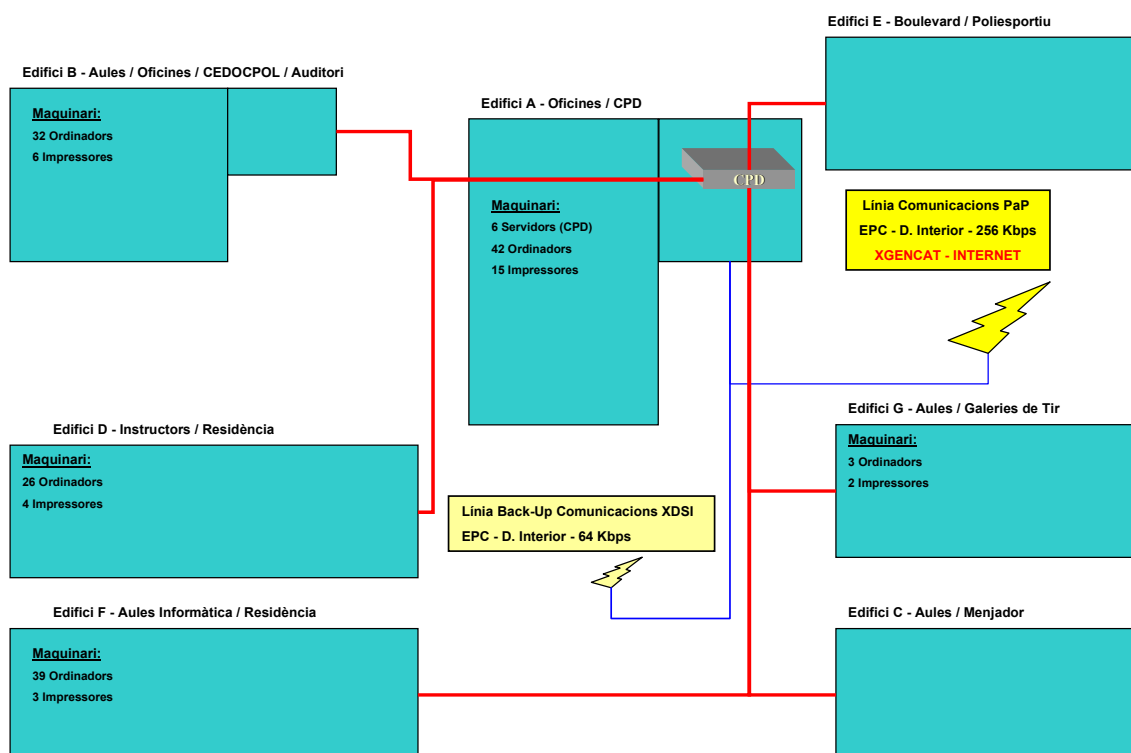 Edifici E - Boulevard / Poliesportiu
Edifici B - Aules / Oficines / CEDOCPOL / Auditori
Maquinari:
32 Ordinadors
6 Impressores
Edifici A - Oficines / CPD
CPD
Maquinari:
6 Servidors (CPD)
42 Ordinadors
15 Impressores
Línia Comunicacions PaP
EPC - D. Interior - 256 Kbps
XGENCAT - INTERNET
Edifici D - Instructors / Residència
Maquinari:
26 Ordinadors
4 Impressores
Edifici G - Aules / Galeries de Tir
Maquinari:
3 Ordinadors
2 Impressores
Línia Back-Up Comunicacions XDSI
EPC - D. Interior - 64 Kbps
Edifici F - Aules Informàtica / Residència
Maquinari:
39 Ordinadors
3 Impressores
Edifici C - Aules / Menjador